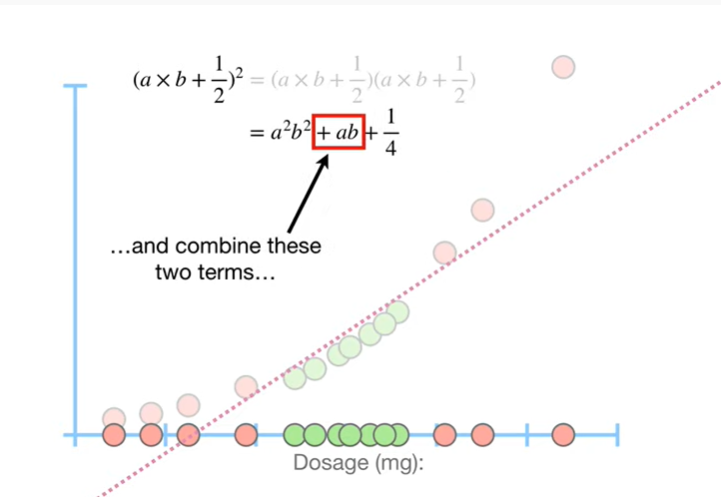 (a × b + 1/2)² = (a × b + 1/2)(a × b + 1/2)
= a²b² + ab + 1/4
…and combine these
two terms…
Dosage (mg):